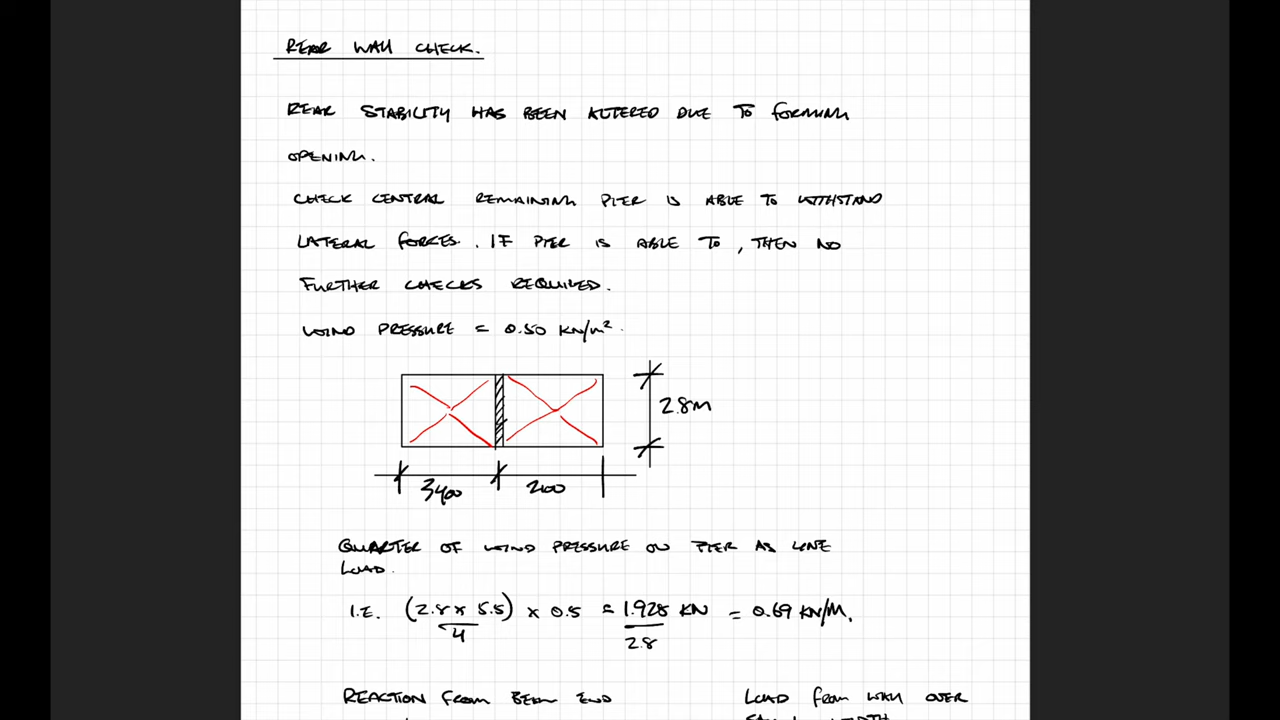 REAR WALL CHECK.
REAR STABILITY HAS BEEN ALTERED DUE TO FORMING
OPENING.
CHECK CENTRAL REMAINING PIER IS ABLE TO WITHSTAND
LATERAL FORCES. IF PIER IS ABLE TO, THEN NO
FURTHER CHECKS REQUIRED.
WIND PRESSURE = 0.50 KN/m²
2.8M
3400 2100
QUARTER OF WIND PRESSURE ON PIER AS LINE
LOAD.
I.E. (2.8 x 5.5)/4 x 0.5 = 1.928 KN/2.8 = 0.69 KN/M.
REACTION FROM BEAM END LOAD FROM WALL OVER